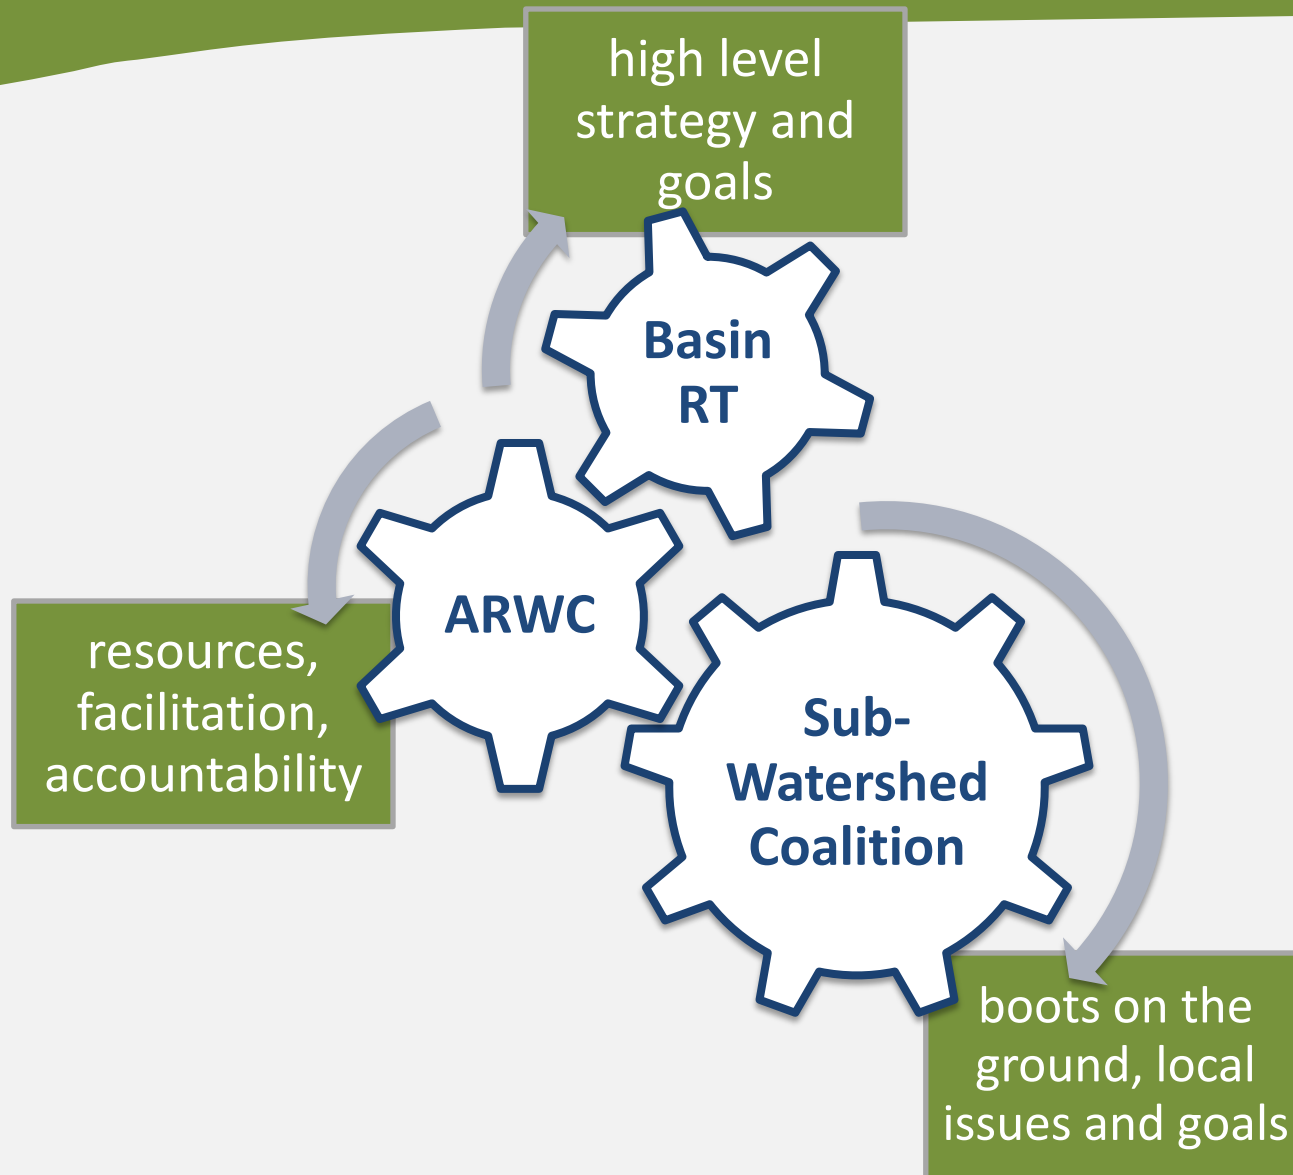 high level
strategy and
goals
Basin
RT
ARWC
resources,
facilitation,
accountability
Sub-
Watershed
Coalition
boots on the
ground, local
issues and goals